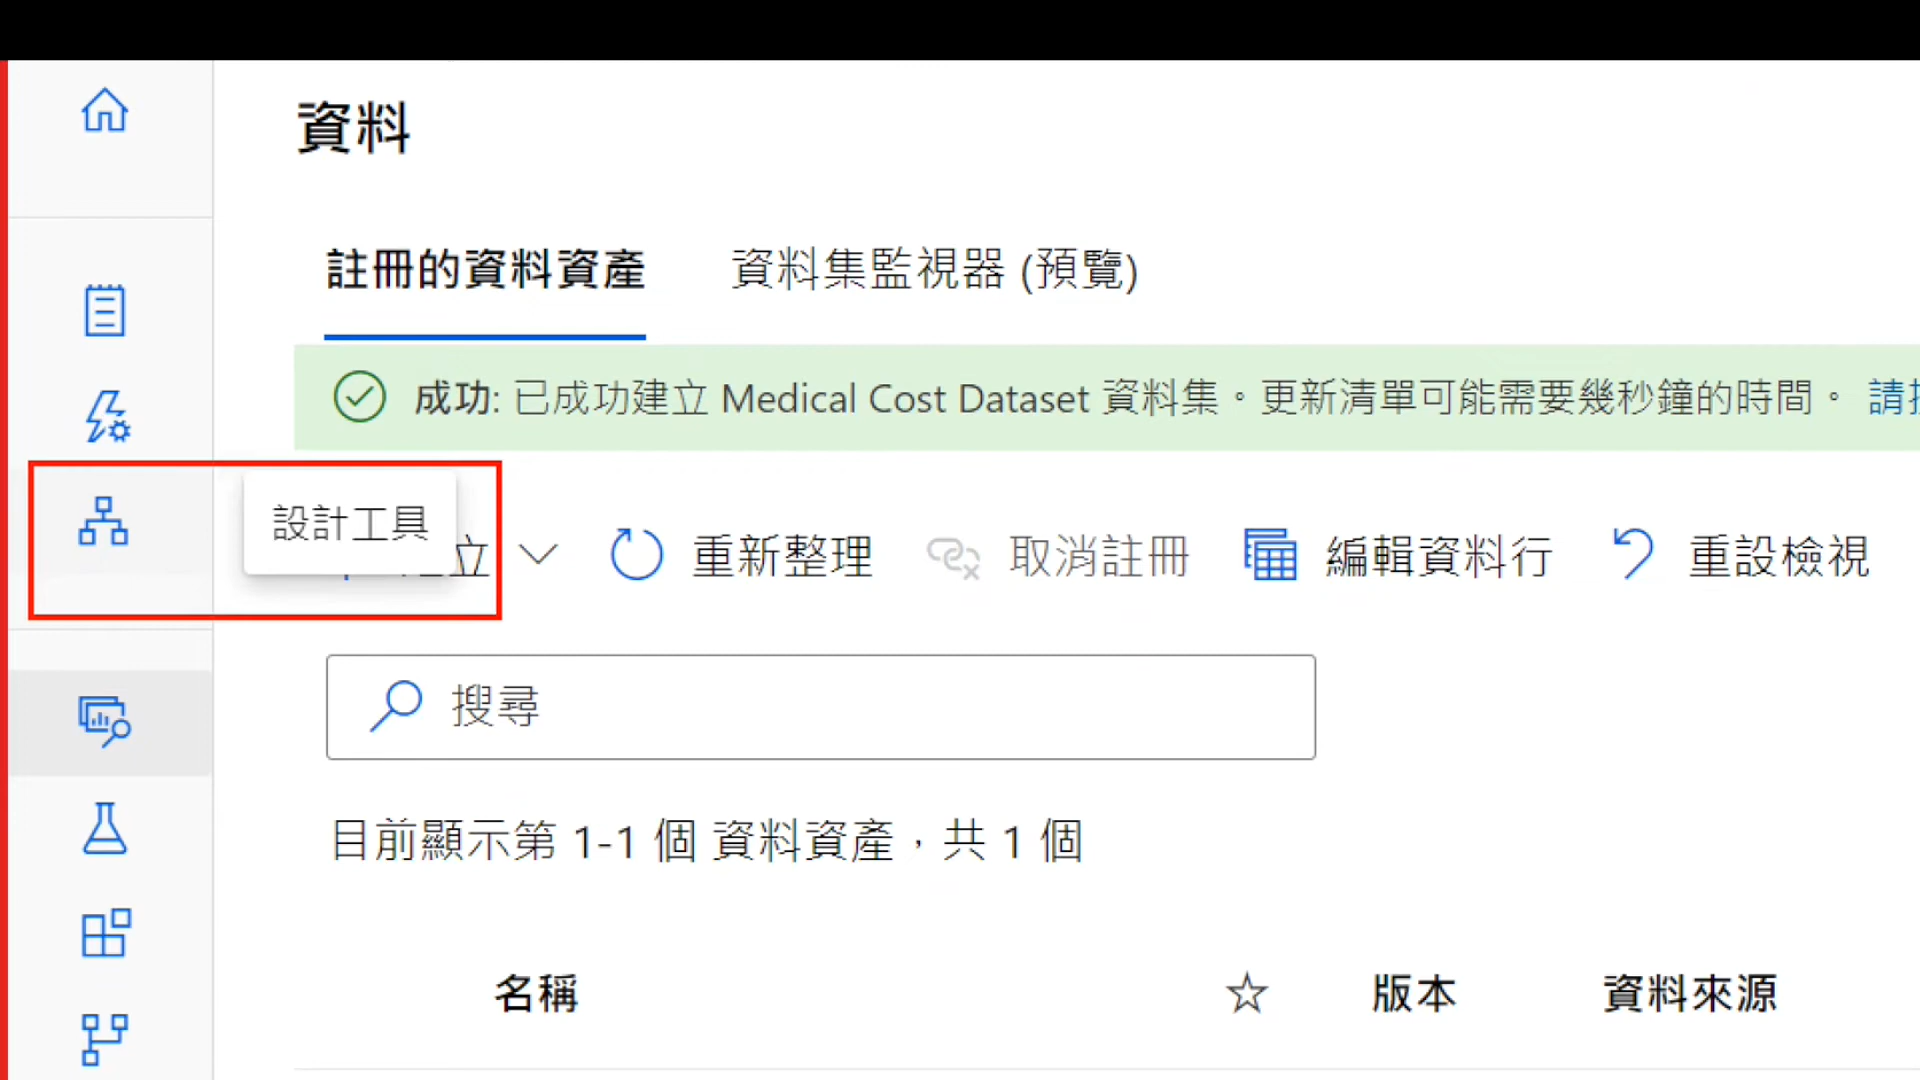 資料
註冊的資料資產 資料集監視器 (預覽)
成功: 已成功建立 Medical Cost Dataset 資料集。更新清單可能需要幾秒鐘的時間。 請
設計工具
立 重新整理 取消註冊 編輯資料行 重設檢視
搜尋
目前顯示第 1-1 個 資料資產，共 1 個
名稱 版本 資料來源